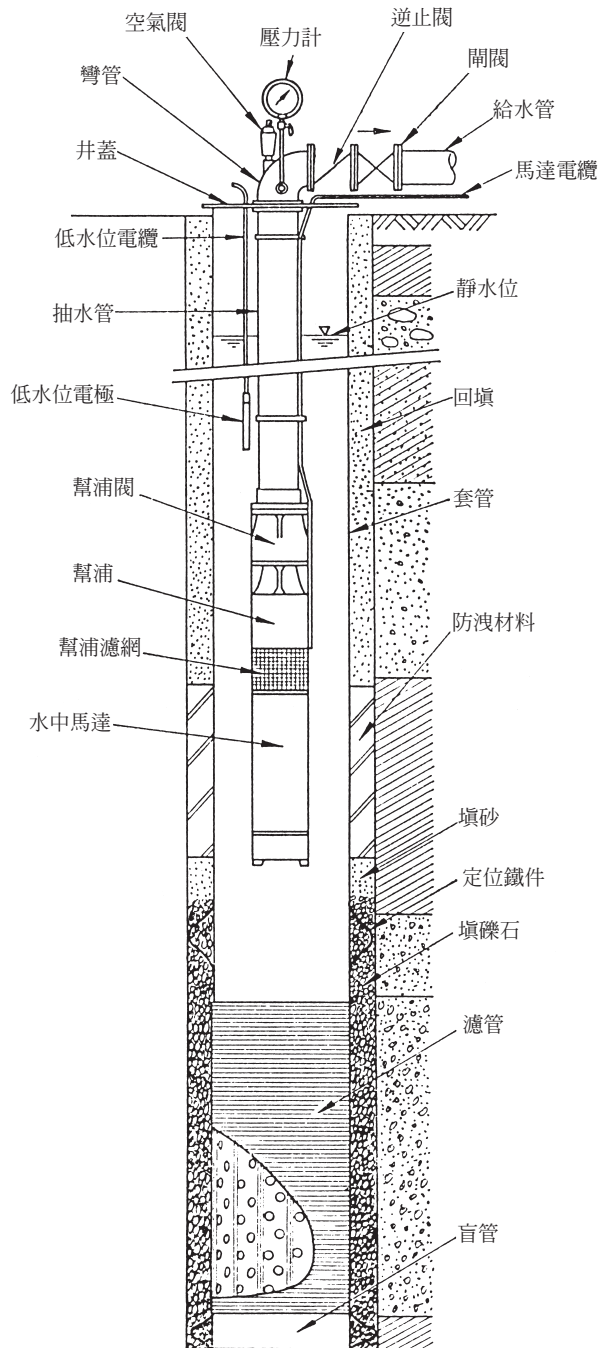 空氣閥
壓力計
逆止閥
彎管
閘閥
給水管
井蓋
馬達電纜
低水位電纜
靜水位
抽水管
低水位電極
回塡
幫浦閥
套管
幫浦
防洩材料
幫浦濾網
水中馬達
塡砂
定位鐵件
塡礫石
濾管
盲管